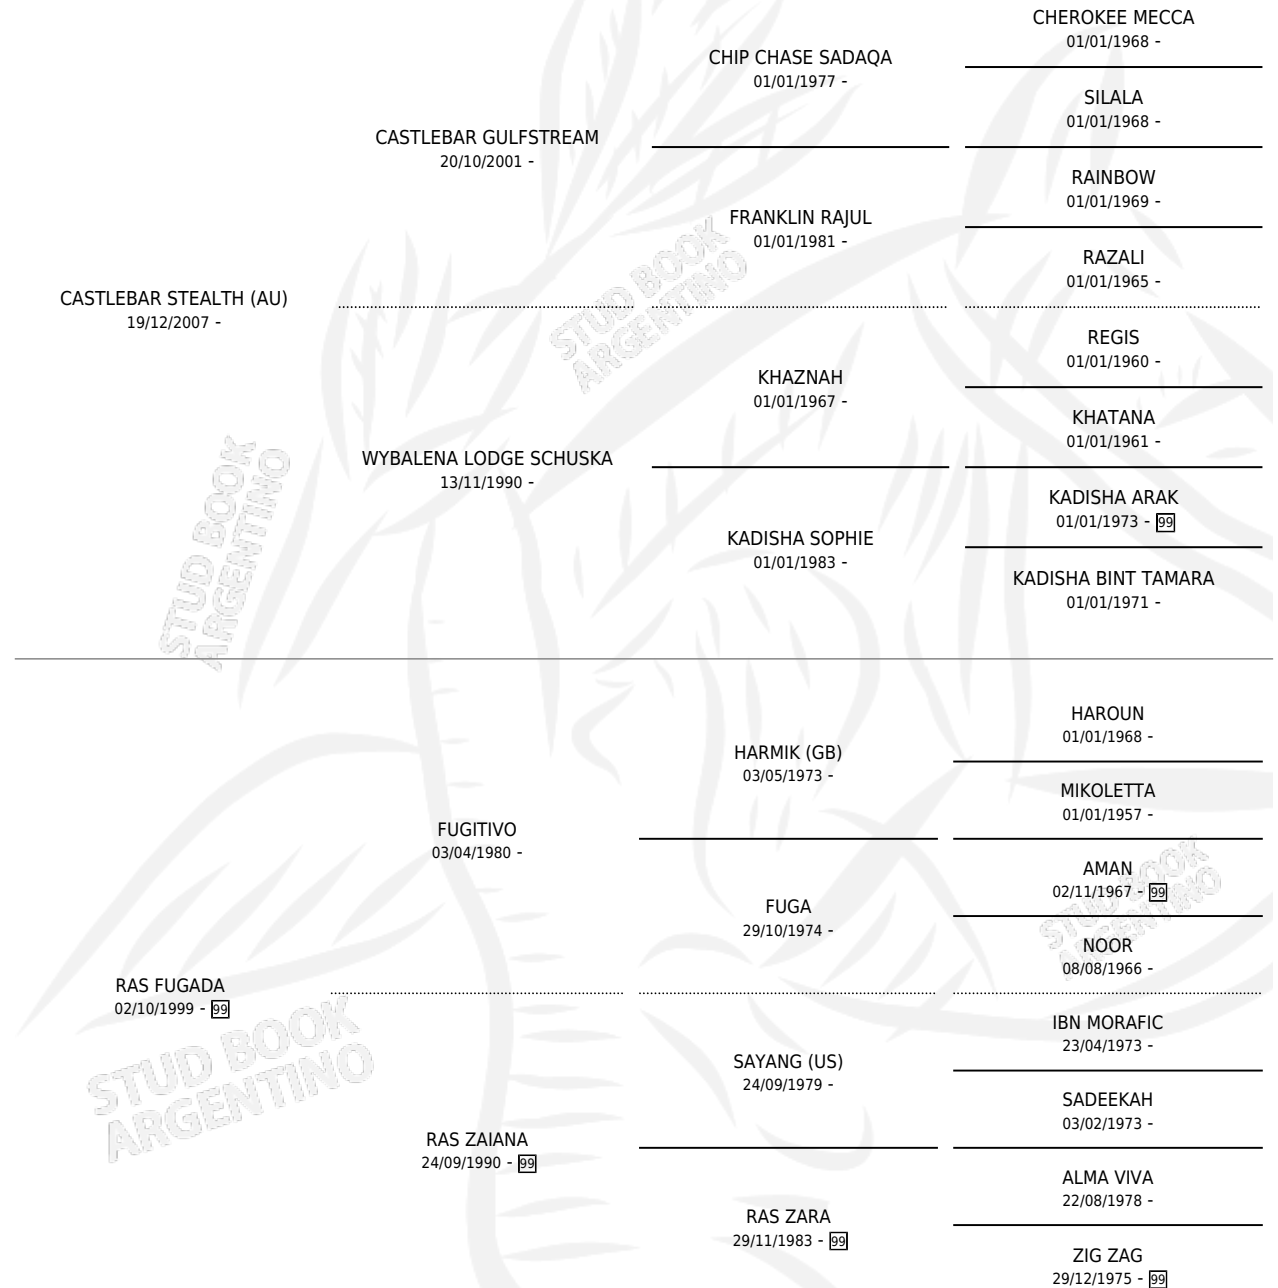 CHEROKEE MECCA
01/01/1968 -
CHIP CHASE SADAQA
01/01/1977 -
SILALA
01/01/1968 -
CASTLEBAR GULFSTREAM
20/10/2001 -
RAINBOW
01/01/1969 -
FRANKLIN RAJUL
01/01/1981 -
RAZALI
01/01/1965 -
CASTLEBAR STEALTH (AU)
19/12/2007 -
STUD BOOK
ARGENTINO
REGIS
01/01/1960 -
KHAZNAH
01/01/1967 -
KHATANA
01/01/1961 -
WYBALENA LODGE SCHUSKA
13/11/1990 -
KADISHA ARAK
01/01/1973 - 99
KADISHA SOPHIE
01/01/1983 -
KADISHA BINT TAMARA
01/01/1971 -
STUD BOOK
ARGENTINO
HAROUN
01/01/1968 -
HARMIK (GB)
03/05/1973 -
MIKOLETTA
01/01/1957 -
FUGITIVO
03/04/1980 -
AMAN
02/11/1967 - 99
FUGA
29/10/1974 -
STUD BOOK
ARGENTINO
NOOR
08/08/1966 -
RAS FUGADA
02/10/1999 - 99
IBN MORAFIC
23/04/1973 -
SAYANG (US)
24/09/1979 -
STUD BOOK
ARGENTINO
SADEEKAH
03/02/1973 -
RAS ZAIANA
24/09/1990 - 99
ALMA VIVA
22/08/1978 -
RAS ZARA
29/11/1983 - 99
ZIG ZAG
29/12/1975 - 99